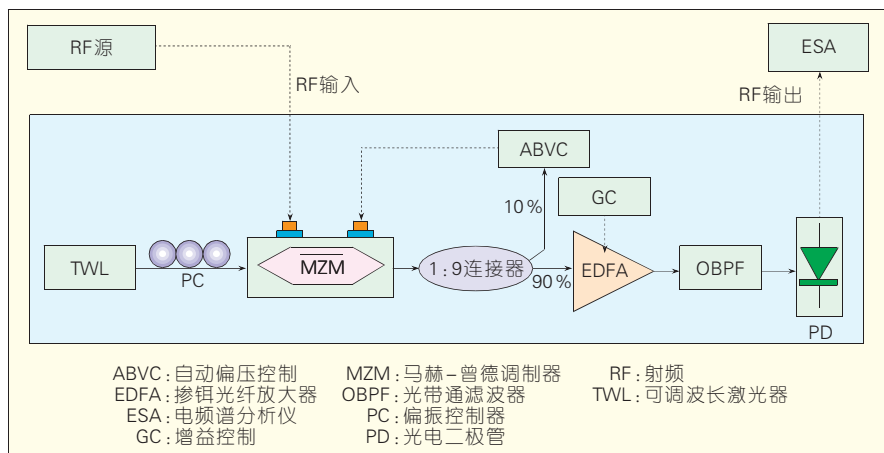 RF源
ESA
RF输入
RF输出
ABVC
GC
10%
TWL
PC
MZM
1:9连接器
90%
EDFA
OBPF
PD
ABVC:自动偏压控制 MZM:马赫-曾德调制器 RF:射频
EDFA:掺铒光纤放大器 OBPF:光带通滤波器 TWL:可调波长激光器
ESA:电频谱分析仪 PC:偏振控制器
GC:增益控制 PD:光电二极管